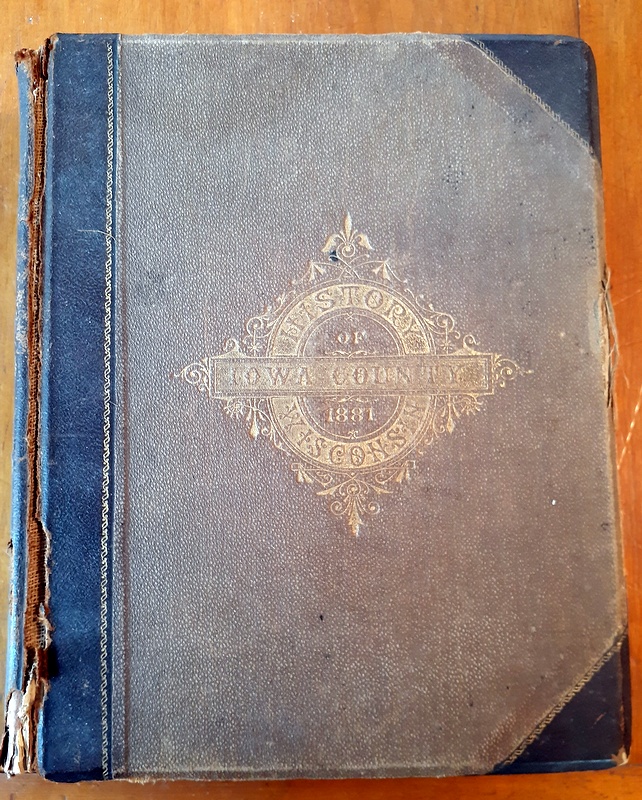 HISTORY
OF
IOWA COUNTY
1881
WISCONSIN